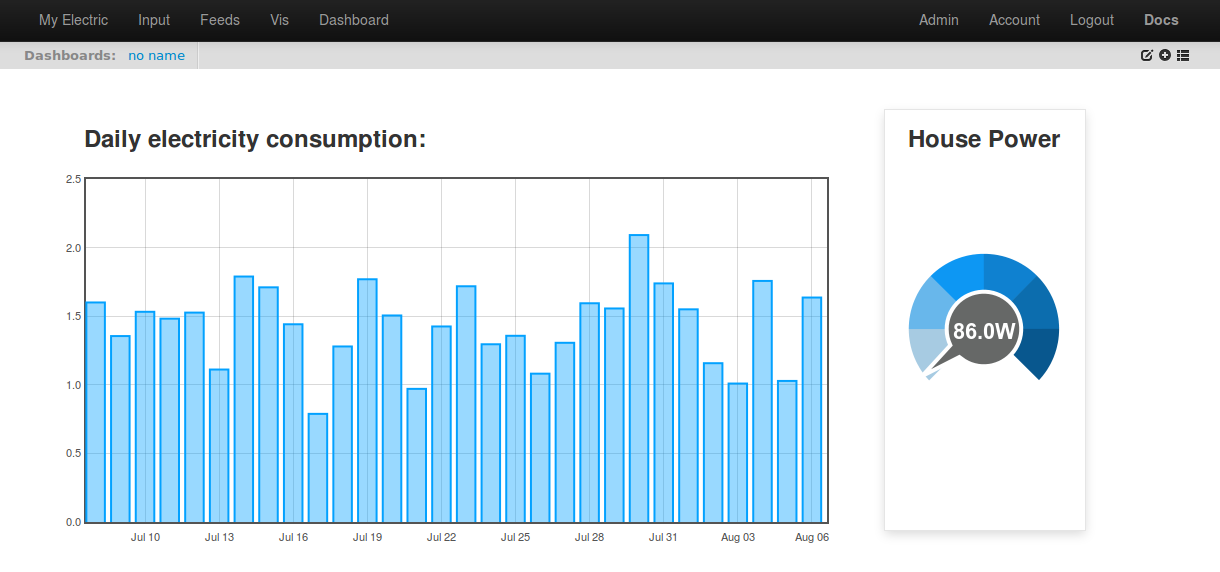 My Electric Input Feeds Vis Dashboard Admin Account Logout Docs
Dashboards: no name
Daily electricity consumption:
2.5
2.0
1.5
1.0
0.5
0.0
Jul 10 Jul 13 Jul 16 Jul 19 Jul 22 Jul 25 Jul 28 Jul 31 Aug 03 Aug 06
House Power
86.0W